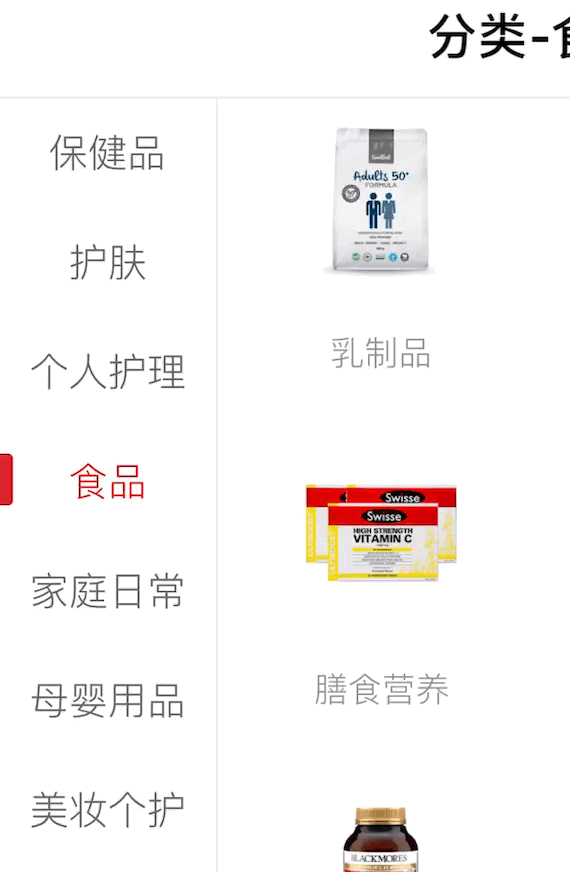 分类-食
保健品
护肤
个人护理
食品
家庭日常
母婴用品
美妆个护
Adults 50+
FORMULA
乳制品
Swisse
Swisse
HIGH STRENGTH
VITAMIN C
膳食营养
BLACKMORES